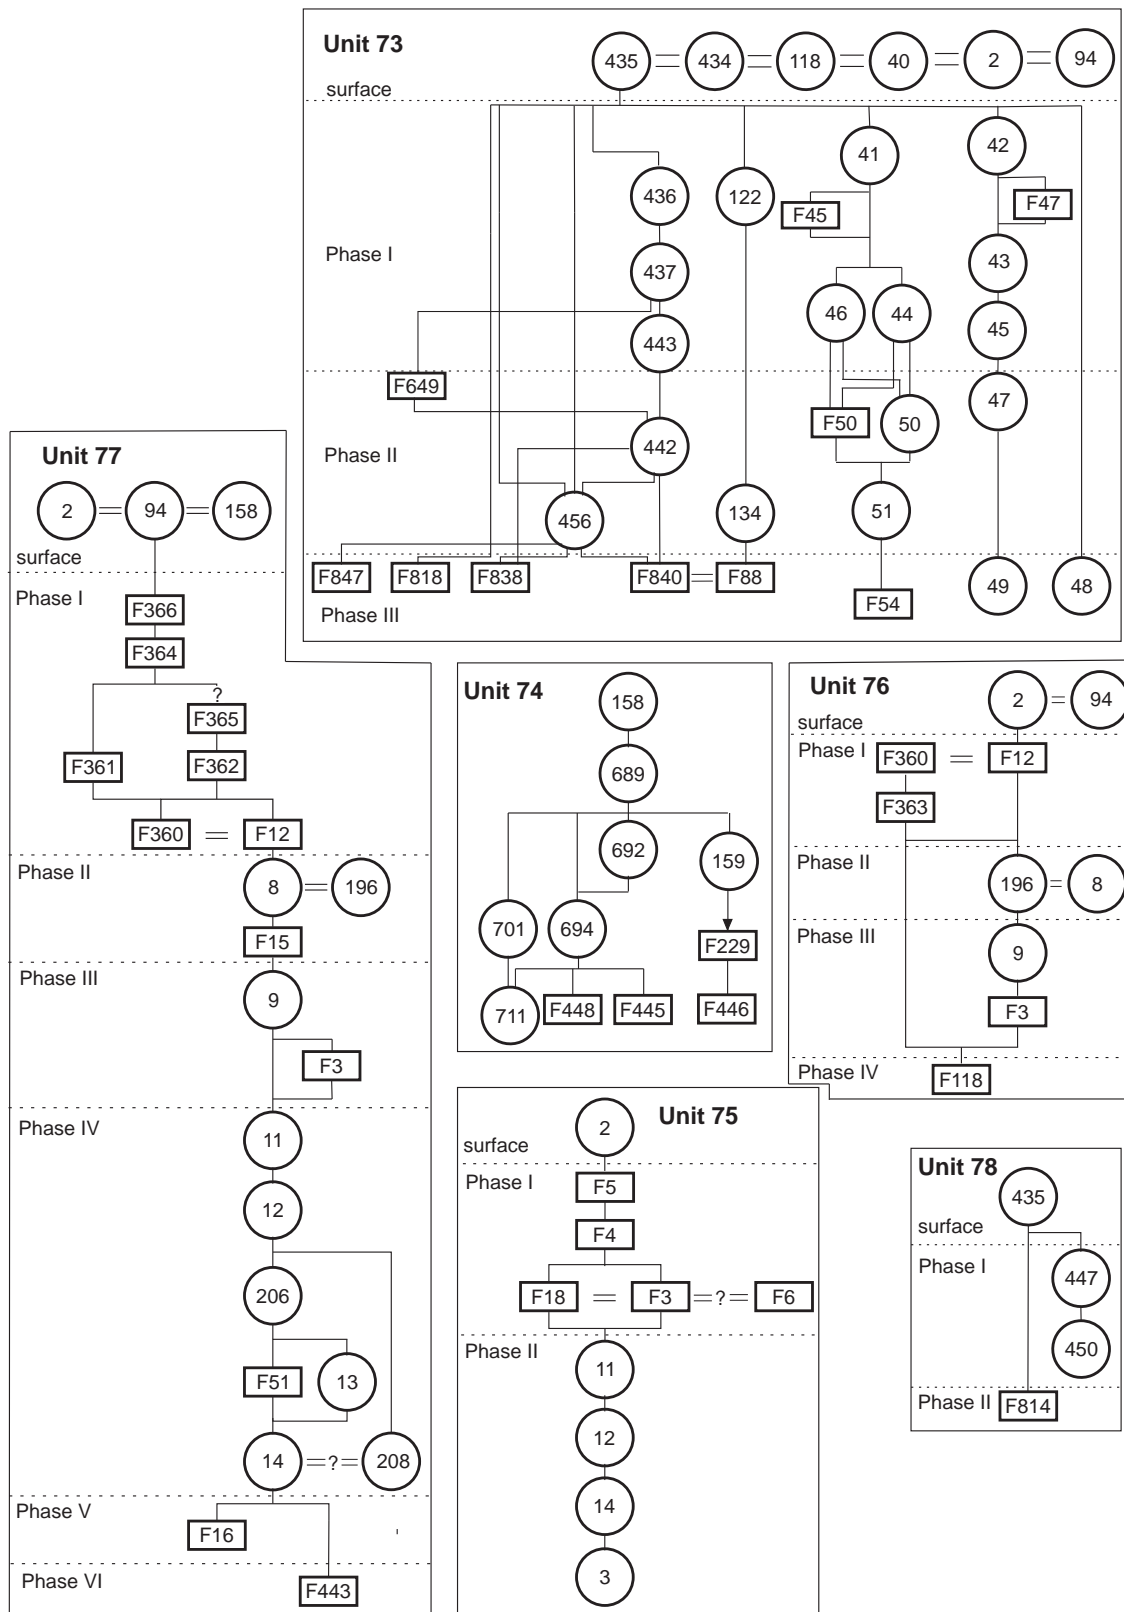 Unit 73
435 = 434 = 118 = 40 = 2 = 94
surface
41
42
436
122
F45
F47
Phase I
437
43
46
44
443
45
F649
47
F50
50
Phase II
442
456
134
51
F847
F818
F838
F840 = F88
F54
49
48
Phase III
Unit 77
2 = 94 = 158
surface
Phase I
F366
F364
?
F365
F361
F362
F360 = F12
Phase II
8 = 196
F15
Phase III
9
F3
Phase IV
11
12
206
F51
13
14 =?= 208
Phase V
F16
Phase VI
F443
Unit 74
158
689
692
159
701
694
F229
711
F448
F445
F446
Unit 76
2 = 94
surface
Phase I
F360 = F12
F363
Phase II
196 = 8
Phase III
9
F3
Phase IV
F118
Unit 75
2
surface
Phase I
F5
F4
F18 = F3 =?= F6
Phase II
11
12
14
3
Unit 78
435
surface
Phase I
447
450
Phase II
F814